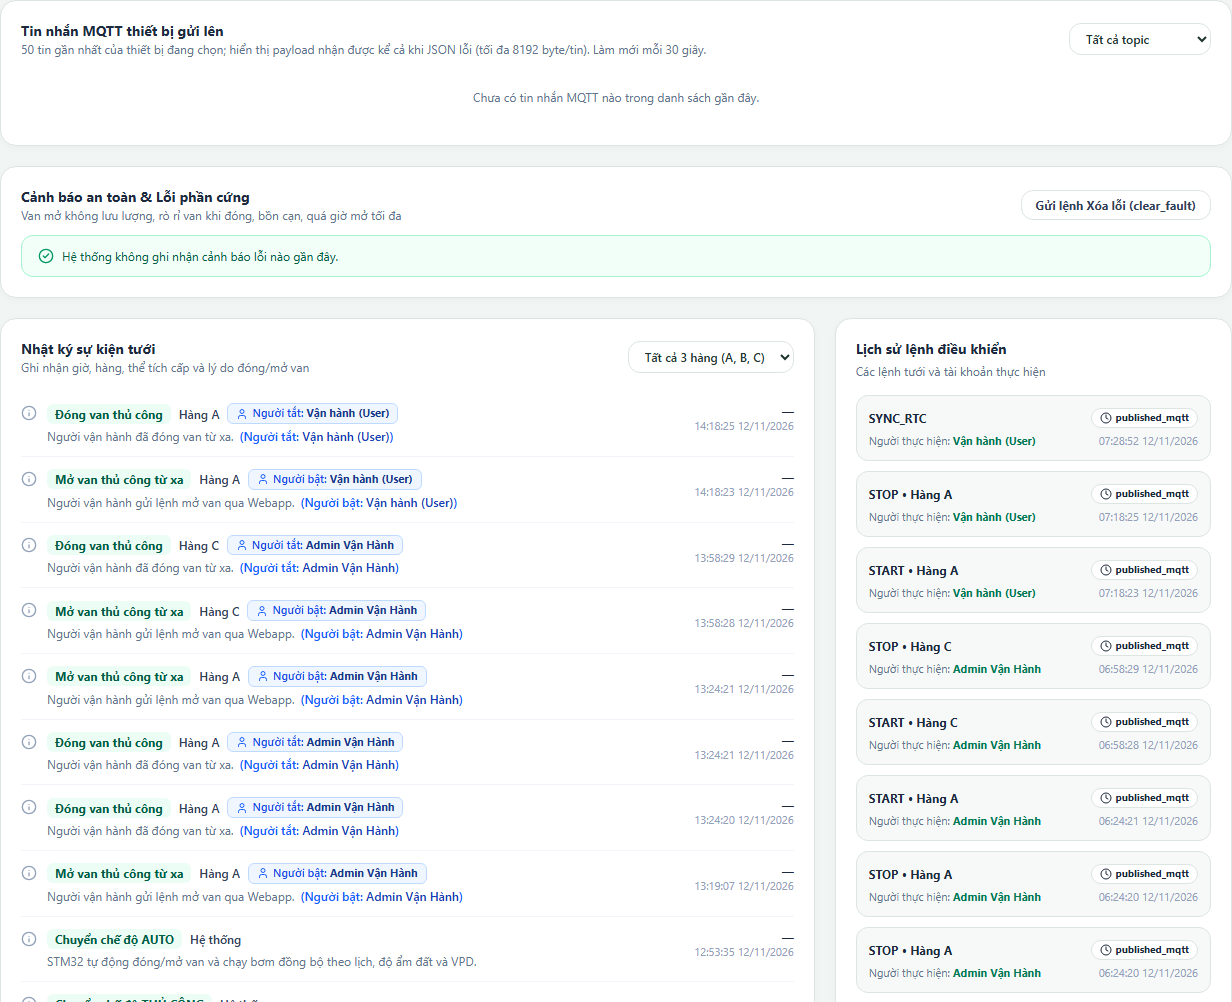 Tin nhắn MQTT thiết bị gửi lên
50 tin gần nhất của thiết bị đang chọn; hiển thị payload nhận được kể cả khi JSON lỗi (tối đa 8192 byte/tin). Làm mới mỗi 30 giây.
Tất cả topic
Chưa có tin nhắn MQTT nào trong danh sách gần đây.
Cảnh báo an toàn & Lỗi phần cứng
Van mở không lưu lượng, rò rỉ van khi đóng, bồn cạn, quá giờ mở tối đa
Gửi lệnh Xóa lỗi (clear_fault)
Hệ thống không ghi nhận cảnh báo lỗi nào gần đây.
Nhật ký sự kiện tưới
Ghi nhận giờ, hàng, thể tích cấp và lý do đóng/mở van
Tất cả 3 hàng (A, B, C)
Đóng van thủ công Hàng A Người tắt: Vận hành (User) —
Người vận hành đã đóng van từ xa. (Người tắt: Vận hành (User)) 14:18:25 12/11/2026
Mở van thủ công từ xa Hàng A Người bật: Vận hành (User) —
Người vận hành gửi lệnh mở van qua Webapp. (Người bật: Vận hành (User)) 14:18:23 12/11/2026
Đóng van thủ công Hàng C Người tắt: Admin Vận Hành —
Người vận hành đã đóng van từ xa. (Người tắt: Admin Vận Hành) 13:58:29 12/11/2026
Mở van thủ công từ xa Hàng C Người bật: Admin Vận Hành —
Người vận hành gửi lệnh mở van qua Webapp. (Người bật: Admin Vận Hành) 13:58:28 12/11/2026
Mở van thủ công từ xa Hàng A Người bật: Admin Vận Hành —
Người vận hành gửi lệnh mở van qua Webapp. (Người bật: Admin Vận Hành) 13:24:21 12/11/2026
Đóng van thủ công Hàng A Người tắt: Admin Vận Hành —
Người vận hành đã đóng van từ xa. (Người tắt: Admin Vận Hành) 13:24:21 12/11/2026
Đóng van thủ công Hàng A Người tắt: Admin Vận Hành —
Người vận hành đã đóng van từ xa. (Người tắt: Admin Vận Hành) 13:24:20 12/11/2026
Mở van thủ công từ xa Hàng A Người bật: Admin Vận Hành —
Người vận hành gửi lệnh mở van qua Webapp. (Người bật: Admin Vận Hành) 13:19:07 12/11/2026
Chuyển chế độ AUTO Hệ thống —
STM32 tự động đóng/mở van và chạy bơm đồng bộ theo lịch, độ ẩm đất và VPD. 12:53:35 12/11/2026
Chuyển chế độ THỦ CÔNG Hệ thống
Lịch sử lệnh điều khiển
Các lệnh tưới và tài khoản thực hiện
SYNC_RTC published_mqtt
Người thực hiện: Vận hành (User) 07:28:52 12/11/2026
STOP • Hàng A published_mqtt
Người thực hiện: Vận hành (User) 07:18:25 12/11/2026
START • Hàng A published_mqtt
Người thực hiện: Vận hành (User) 07:18:23 12/11/2026
STOP • Hàng C published_mqtt
Người thực hiện: Admin Vận Hành 06:58:29 12/11/2026
START • Hàng C published_mqtt
Người thực hiện: Admin Vận Hành 06:58:28 12/11/2026
START • Hàng A published_mqtt
Người thực hiện: Admin Vận Hành 06:24:21 12/11/2026
STOP • Hàng A published_mqtt
Người thực hiện: Admin Vận Hành 06:24:20 12/11/2026
STOP • Hàng A published_mqtt
Người thực hiện: Admin Vận Hành 06:24:20 12/11/2026